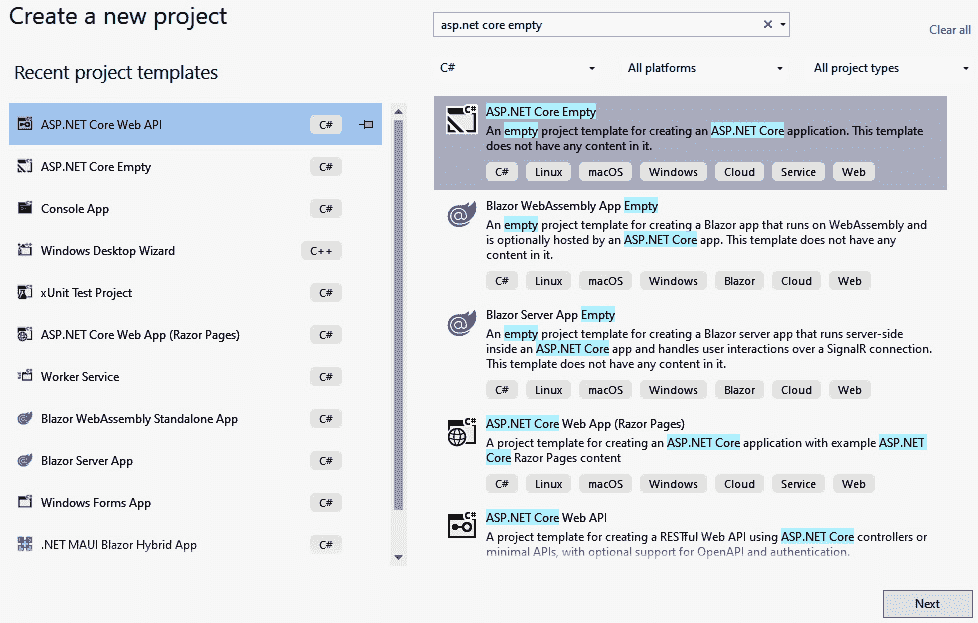 Create a new project
asp.net core empty
Clear all
Recent project templates
C#
All platforms
All project types
ASP.NET Core Web API
C#
ASP.NET Core Empty
C#
Console App
C#
Windows Desktop Wizard
C++
xUnit Test Project
C#
ASP.NET Core Web App (Razor Pages)
C#
Worker Service
C#
Blazor WebAssembly Standalone App
C#
Blazor Server App
C#
Windows Forms App
C#
.NET MAUI Blazor Hybrid App
C#
C#
ASP.NET Core Empty
An empty project template for creating an ASP.NET Core application. This template
does not have any content in it.
C# Linux macOS Windows Cloud Service Web
Blazor WebAssembly App Empty
An empty project template for creating a Blazor app that runs on WebAssembly and
is optionally hosted by an ASP.NET Core app. This template does not have any
content in it.
C# Linux macOS Windows Blazor Cloud Web
Blazor Server App Empty
An empty project template for creating a Blazor server app that runs server-side
inside an ASP.NET Core app and handles user interactions over a SignalR connection.
This template does not have any content in it.
C# Linux macOS Windows Blazor Cloud Web
C#
ASP.NET Core Web App (Razor Pages)
A project template for creating an ASP.NET Core application with example ASP.NET
Core Razor Pages content
C# Linux macOS Windows Cloud Service Web
C#
ASP.NET Core Web API
A project template for creating a RESTful Web API using ASP.NET Core controllers or
minimal APIs, with optional support for OpenAPI and authentication.
Next